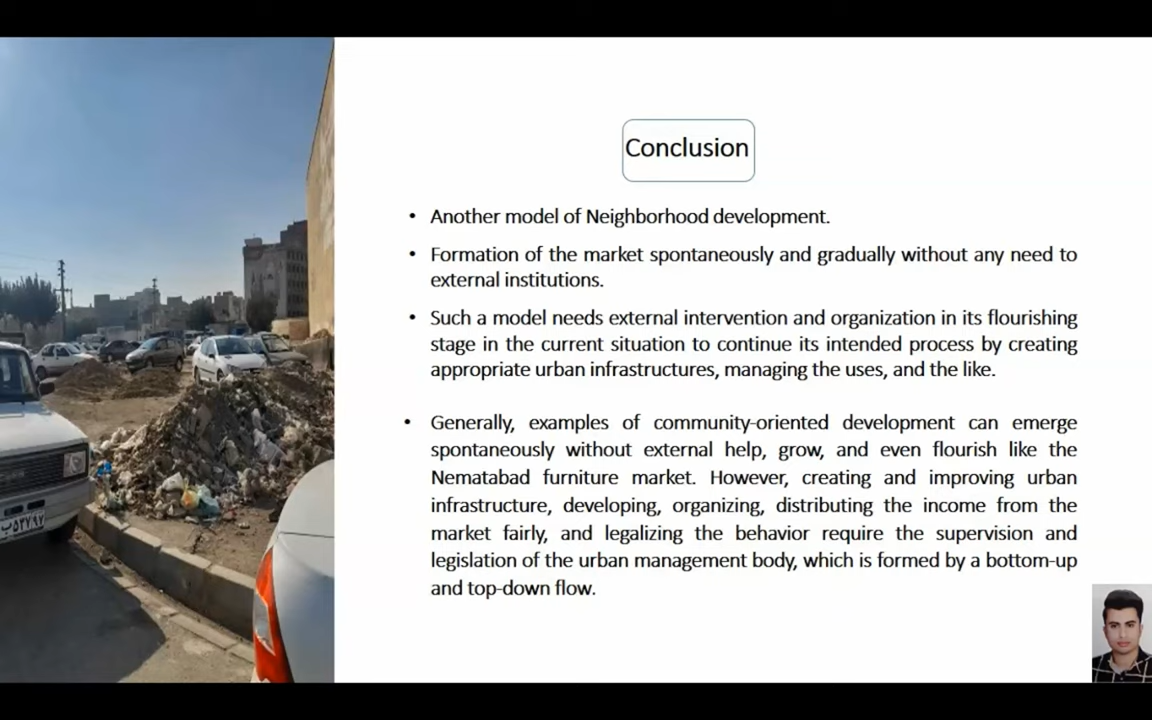 Conclusion
• Another model of Neighborhood development.
• Formation of the market spontaneously and gradually without any need to
external institutions.
• Such a model needs external intervention and organization in its flourishing
stage in the current situation to continue its intended process by creating
appropriate urban infrastructures, managing the uses, and the like.
• Generally, examples of community-oriented development can emerge
spontaneously without external help, grow, and even flourish like the
Nematabad furniture market. However, creating and improving urban
infrastructure, developing, organizing, distributing the income from the
market fairly, and legalizing the behavior require the supervision and
legislation of the urban management body, which is formed by a bottom-up
and top-down flow.